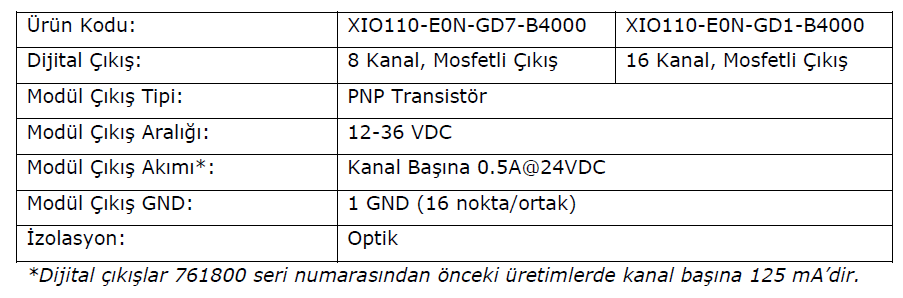 Ürün Kodu: XIO110-E0N-GD7-B4000 XIO110-E0N-GD1-B4000
Dijital Çıkış: 8 Kanal, Mosfetli Çıkış 16 Kanal, Mosfetli Çıkış
Modül Çıkış Tipi: PNP Transistör
Modül Çıkış Aralığı: 12-36 VDC
Modül Çıkış Akımı*: Kanal Başına 0.5A@24VDC
Modül Çıkış GND: 1 GND (16 nokta/ortak)
İzolasyon: Optik
*Dijital çıkışlar 761800 seri numarasından önceki üretimlerde kanal başına 125 mA’dir.